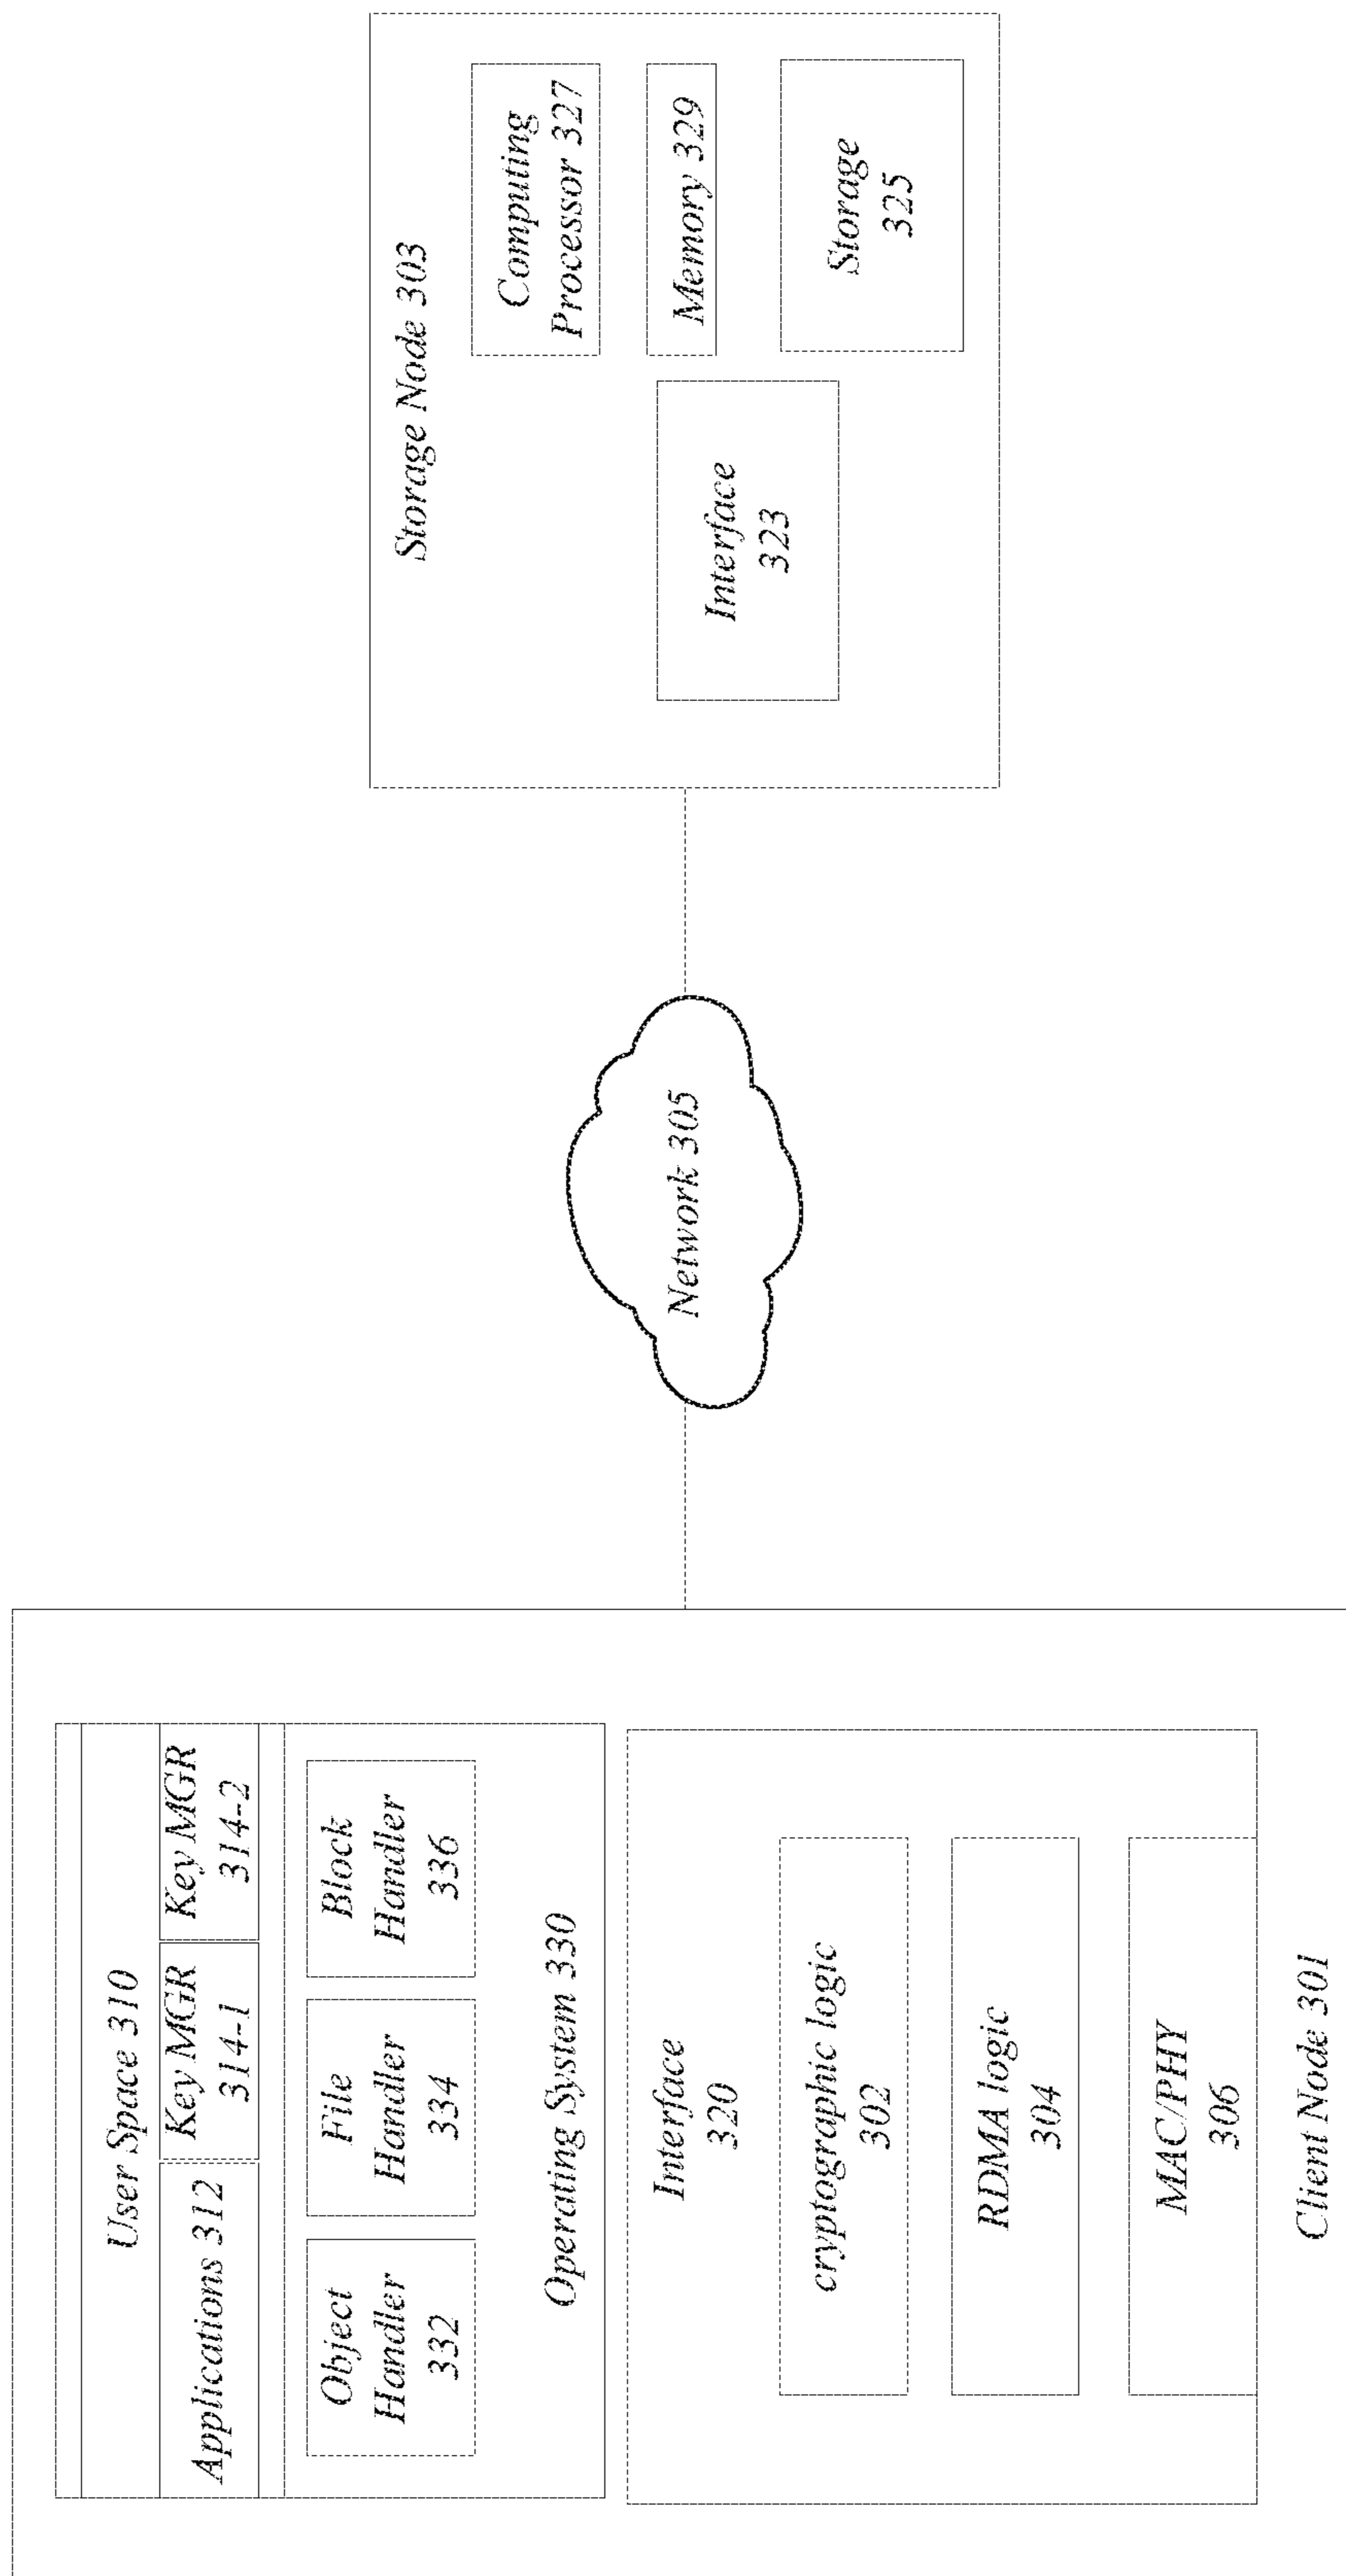 User Space 310
Applications 312
Key MGR
314-1
Key MGR
314-2
Object
Handler
332
File
Handler
334
Block
Handler
336
Operating System 330
Interface
320
cryptographic logic
302
RDMA logic
304
MAC/PHY
306
Client Node 301
Network 305
Storage Node 303
Interface
323
Computing
Processor 327
Memory 329
Storage
325